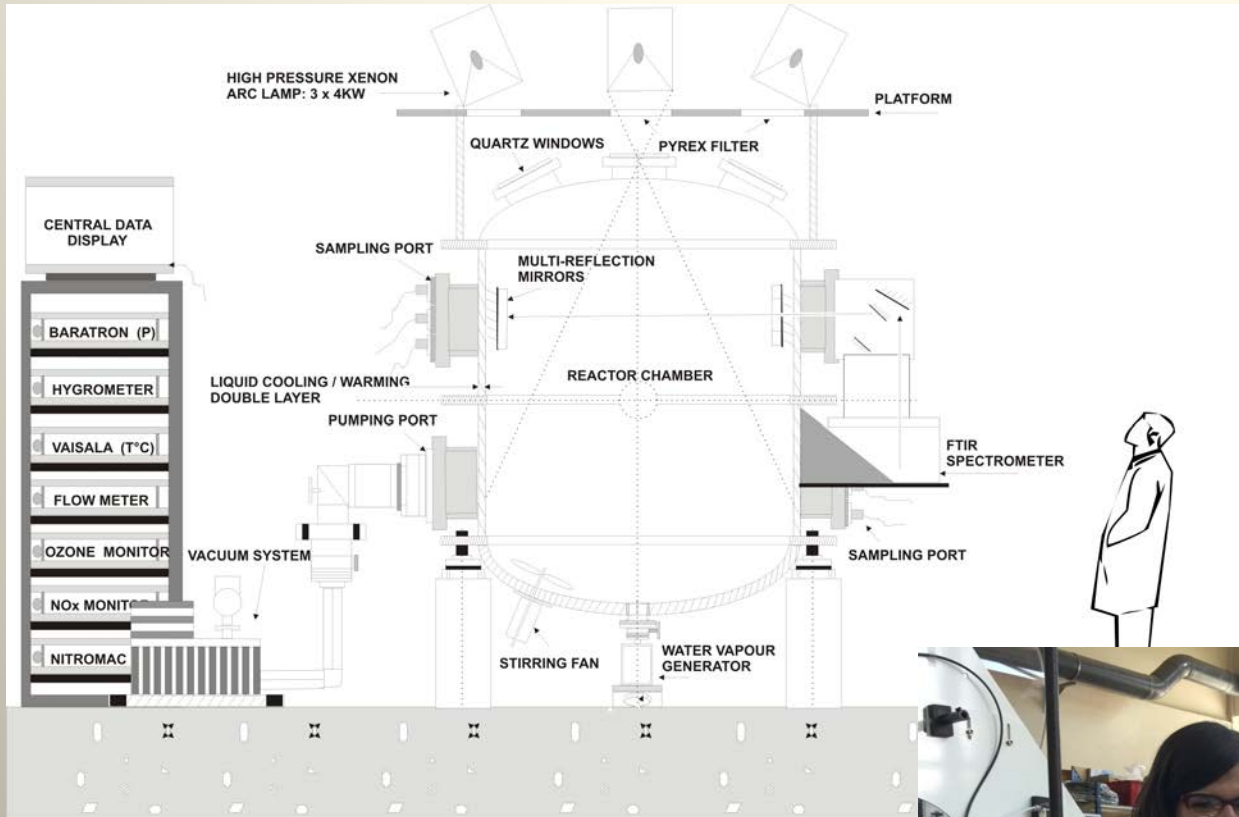 HIGH PRESSURE XENON
ARC LAMP: 3 x 4KW
PLATFORM
QUARTZ WINDOWS
PYREX FILTER
CENTRAL DATA
DISPLAY
SAMPLING PORT
MULTI-REFLECTION
MIRRORS
BARATRON (P)
HYGROMETER
LIQUID COOLING / WARMING
DOUBLE LAYER
REACTOR CHAMBER
PUMPING PORT
VAISALA (T°C)
FTIR
SPECTROMETER
FLOW METER
OZONE MONITOR
VACUUM SYSTEM
SAMPLING PORT
NOx MONITOR
NITROMAC
STIRRING FAN
WATER VAPOUR
GENERATOR